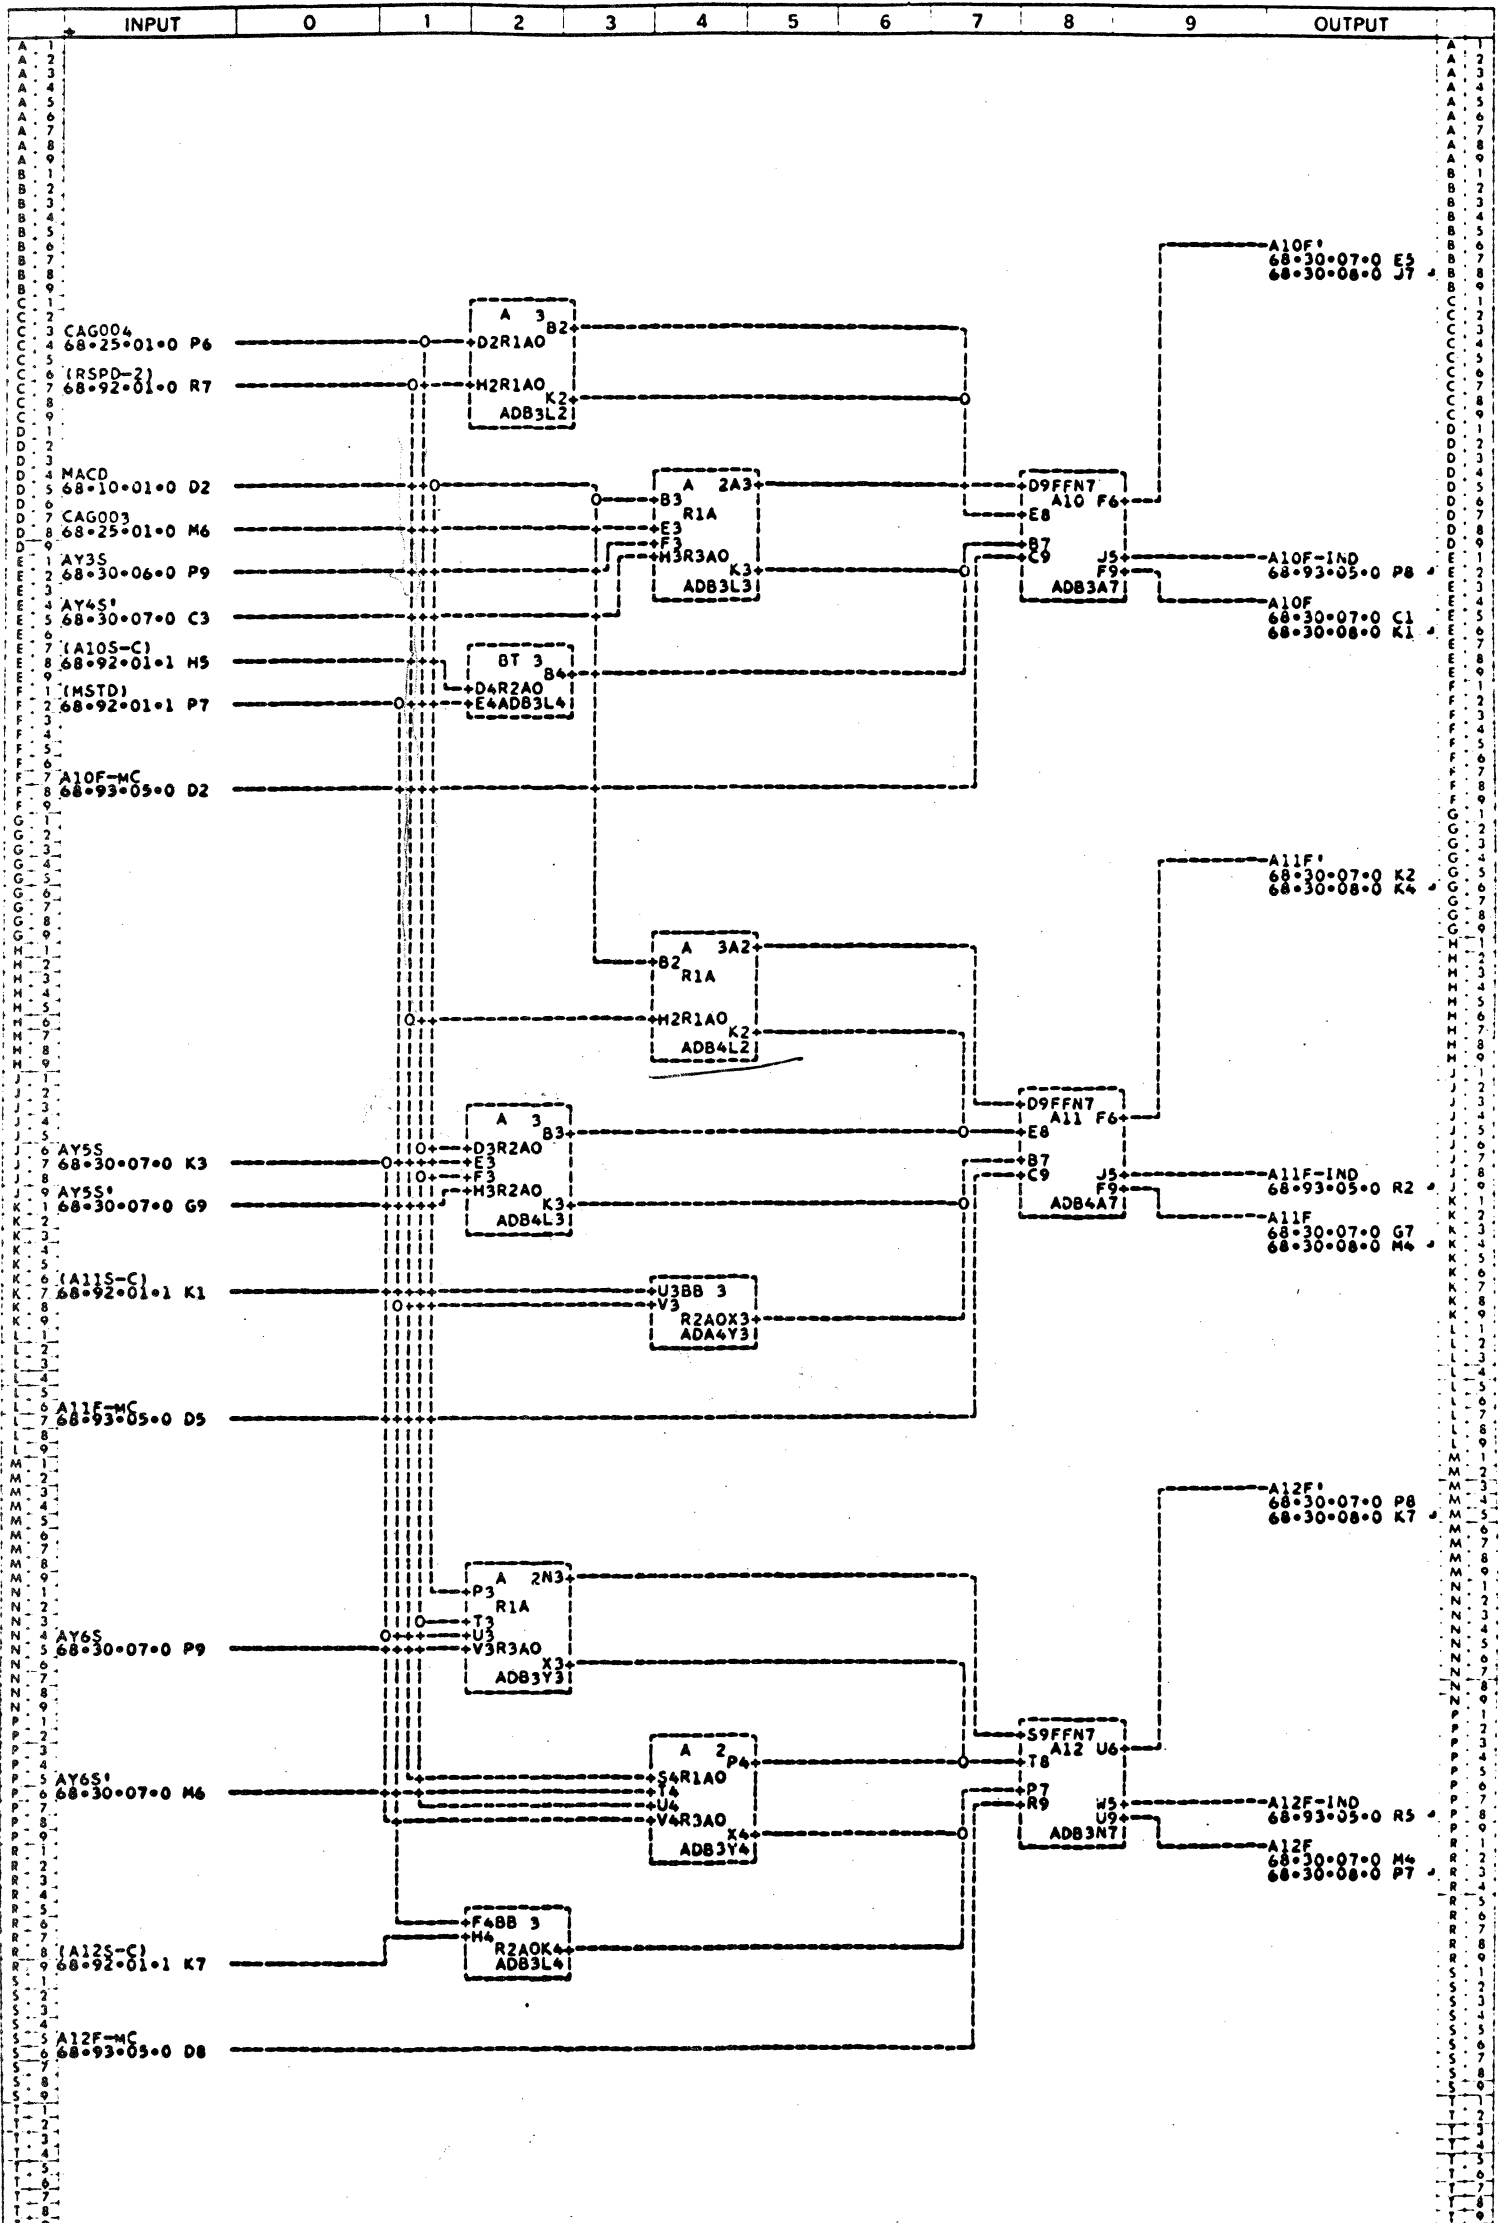 INPUT 0 1 2 3 4 5 6 7 8 9 OUTPUT
A10F'
68•30•07•0 E5
68•30•08•0 J7
CAG004
68•25•01•0 P6
(RSPD-2)
68•92•01•0 R7
A 3
B2
D2R1AO
H2R1AO
K2
ADB3L2
MACD
68•10•01•0 D2
CAG003
68•25•01•0 M6
AY3S
68•30•06•0 P9
AY4S'
68•30•07•0 C3
(A10S-C)
68•92•01•1 H5
(MSTD)
68•92•01•1 P7
A10F-MC
68•93•05•0 D2
A 2A3
B3
R1A
E3
F3
H3R3AO
K3
ADB3L3
BT 3
B4
D4R2AO
E4ADB3L4
D9FFN7
A10 F6
E8
B7
C9 J5
F9
ADB3A7
A10F-IND
68•93•05•0 P8
A10F
68•30•07•0 C1
68•30•08•0 K1
A11F'
68•30•07•0 K2
68•30•08•0 K4
A 3A2
B2
R1A
H2R1AO
K2
ADB4L2
AY5S
68•30•07•0 K3
AY5S'
68•30•07•0 G9
(A11S-C)
68•92•01•1 K1
A11F-MC
68•93•05•0 D5
A 3
B3
D3R2AO
E3
F3
H3R2AO
K3
ADB4L3
U3BB 3
V3
R2AOX3
ADA4Y3
D9FFN7
A11 F6
E8
B7
C9 J5
F9
ADB4A7
A11F-IND
68•93•05•0 R2
A11F
68•30•07•0 G7
68•30•08•0 M4
A12F'
68•30•07•0 P8
68•30•08•0 K7
A 2N3
P3
R1A
T3
U3
V3R3AO
X3
ADB3Y3
AY6S
68•30•07•0 P9
AY6S'
68•30•07•0 M6
A 2
P4
S4R1AO
T4
U4
V4R3AO
X4
ADB3Y4
S9FFN7
A12 U6
T8
P7
R9 W5
U9
ADB3N7
A12F-IND
68•93•05•0 R5
A12F
68•30•07•0 M4
68•30•08•0 P7
F4BB 3
H4
R2AOK4
ADB3L4
(A12S-C)
68•92•01•1 K7
A12F-MC
68•93•05•0 D8